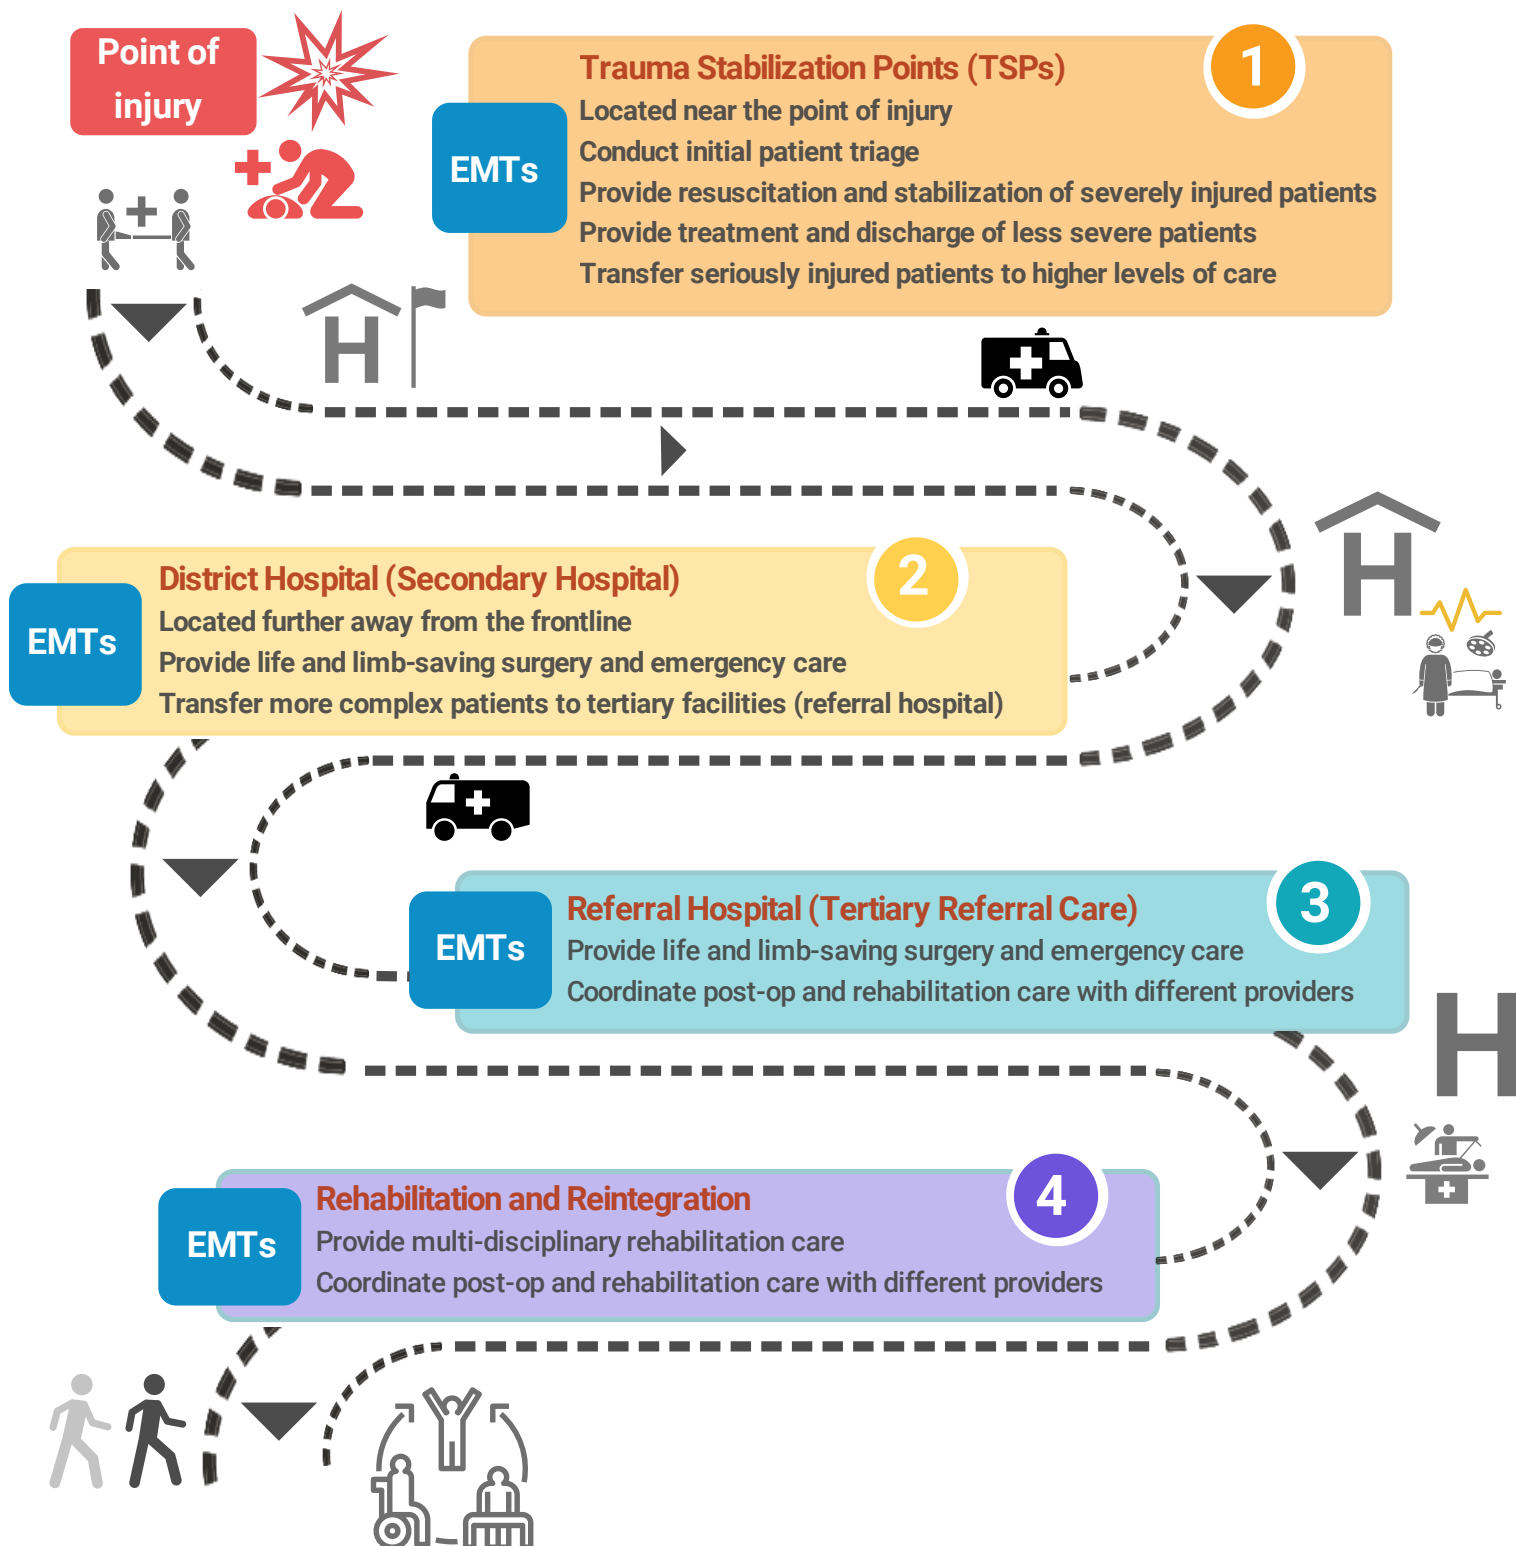 Point of
injury
1
Trauma Stabilization Points (TSPs)
Located near the point of injury
EMTs
Conduct initial patient triage
Provide resuscitation and stabilization of severely injured patients
Provide treatment and discharge of less severe patients
Transfer seriously injured patients to higher levels of care
H
H
2
District Hospital (Secondary Hospital)
EMTs
Located further away from the frontline
Provide life and limb-saving surgery and emergency care
Transfer more complex patients to tertiary facilities (referral hospital)
3
Referral Hospital (Tertiary Referral Care)
EMTs
Provide life and limb-saving surgery and emergency care
Coordinate post-op and rehabilitation care with different providers
H
4
Rehabilitation and Reintegration
EMTs
Provide multi-disciplinary rehabilitation care
Coordinate post-op and rehabilitation care with different providers